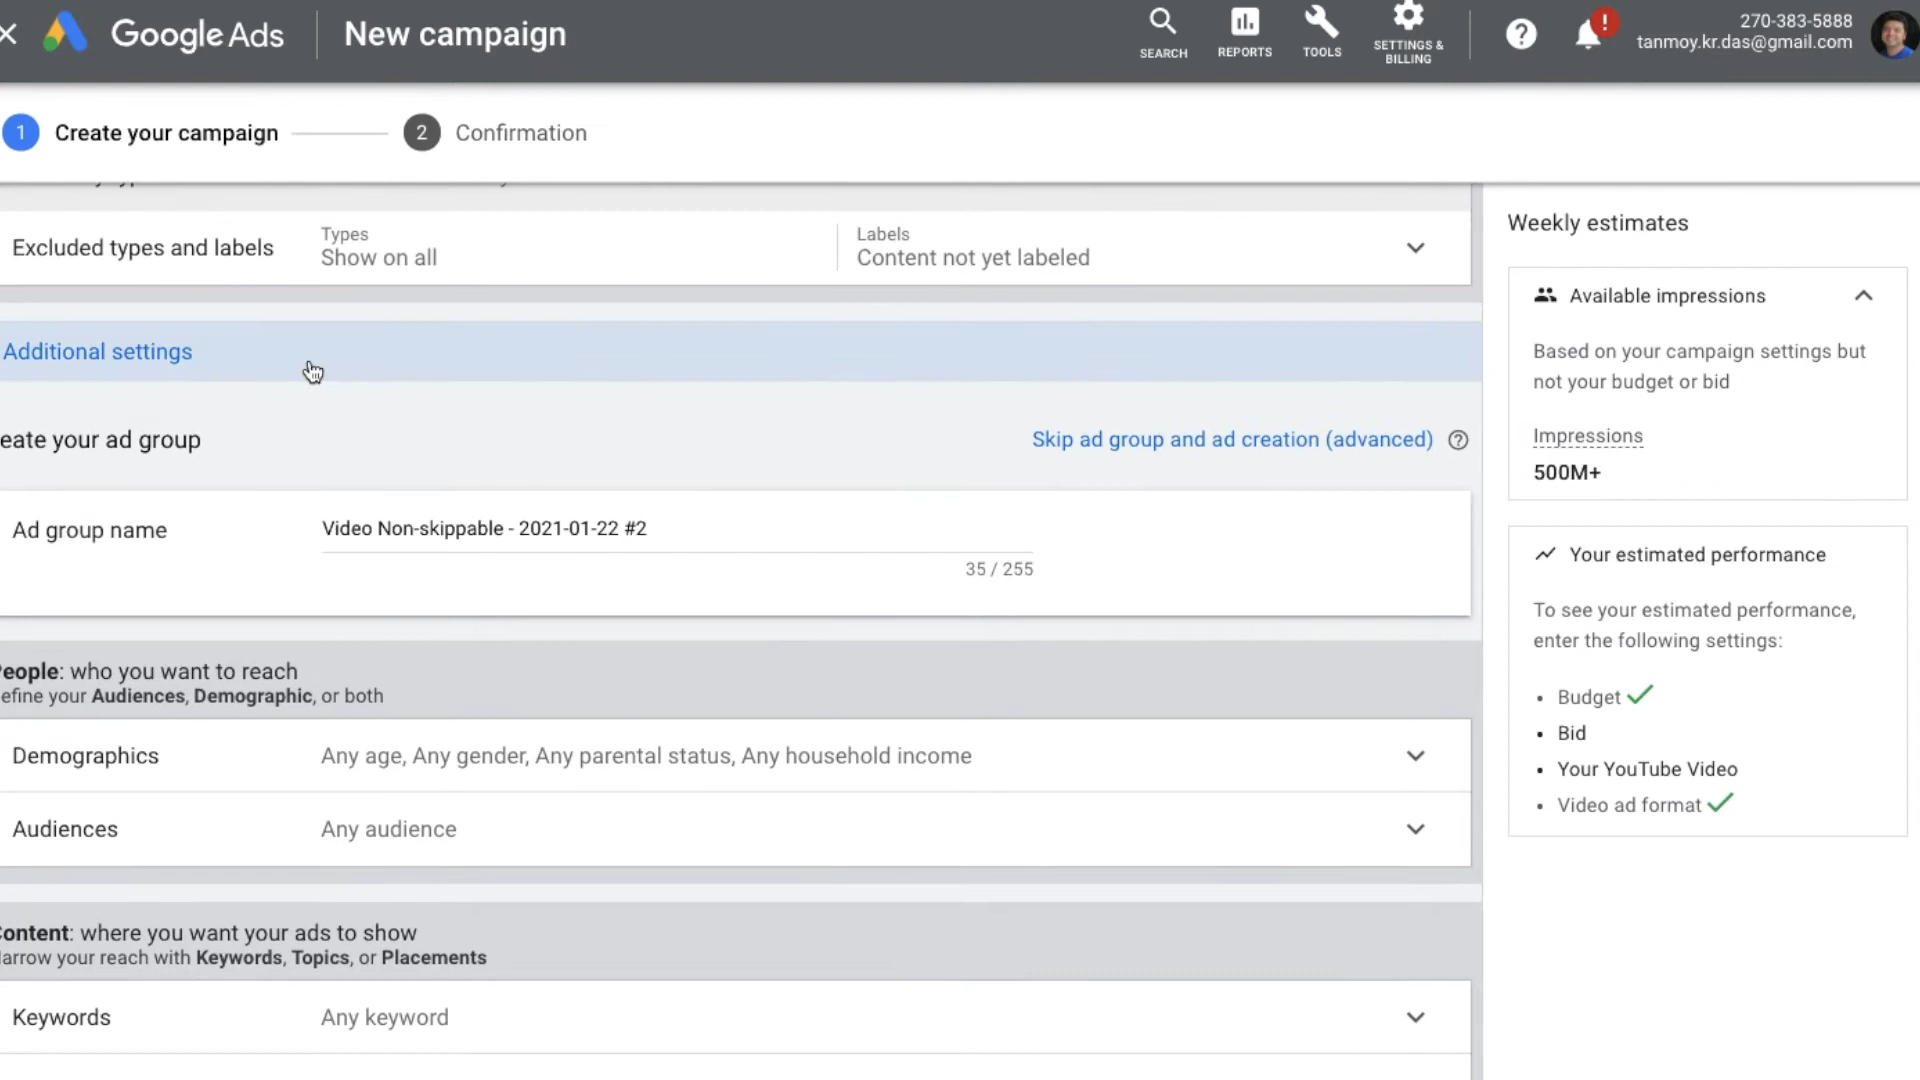 Google Ads
New campaign
SEARCH
REPORTS
TOOLS
SETTINGS &
BILLING
270-383-5888
tanmoy.kr.das@gmail.com
1 Create your campaign
2 Confirmation
Excluded types and labels
Types
Show on all
Labels
Content not yet labeled
Additional settings
eate your ad group
Skip ad group and ad creation (advanced)
Ad group name
Video Non-skippable - 2021-01-22 #2
35 / 255
eople: who you want to reach
efine your Audiences, Demographic, or both
Demographics
Any age, Any gender, Any parental status, Any household income
Audiences
Any audience
ontent: where you want your ads to show
arrow your reach with Keywords, Topics, or Placements
Keywords
Any keyword
Weekly estimates
Available impressions
Based on your campaign settings but
not your budget or bid
Impressions
500M+
Your estimated performance
To see your estimated performance,
enter the following settings:
• Budget
• Bid
• Your YouTube Video
• Video ad format